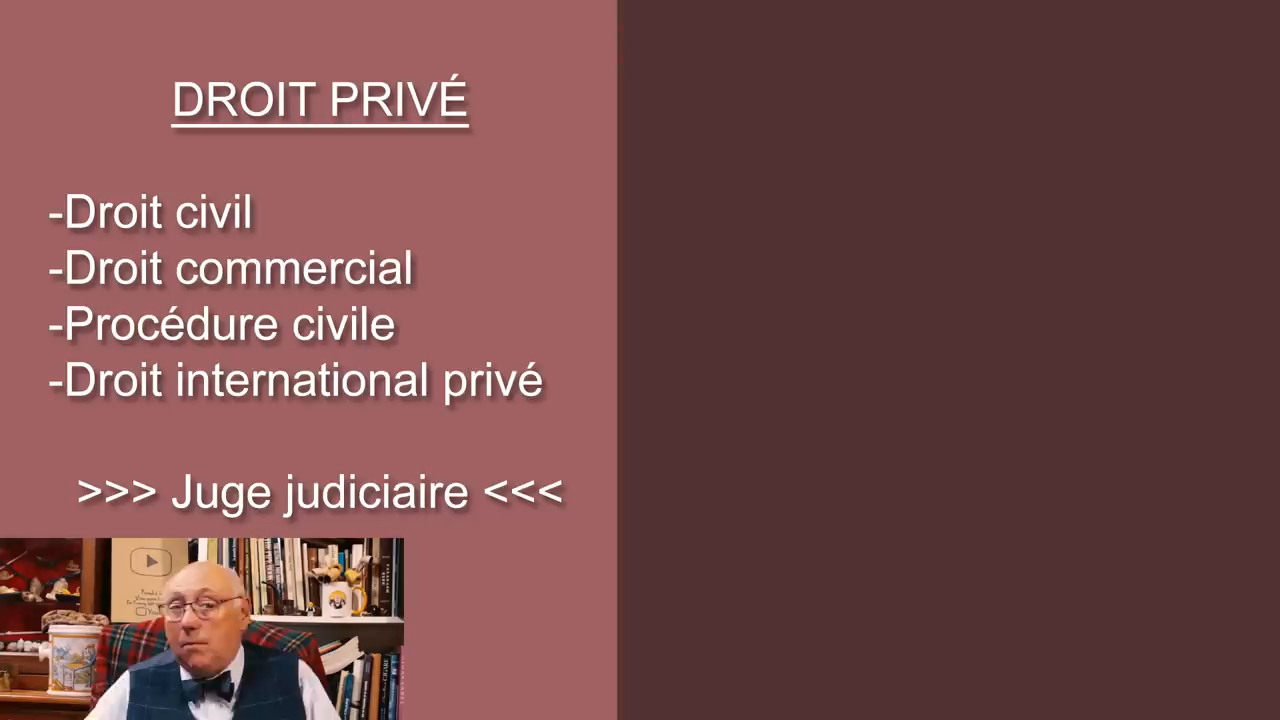 DROIT PRIVÉ
-Droit civil
-Droit commercial
-Procédure civile
-Droit international privé
>>> Juge judiciaire <<<